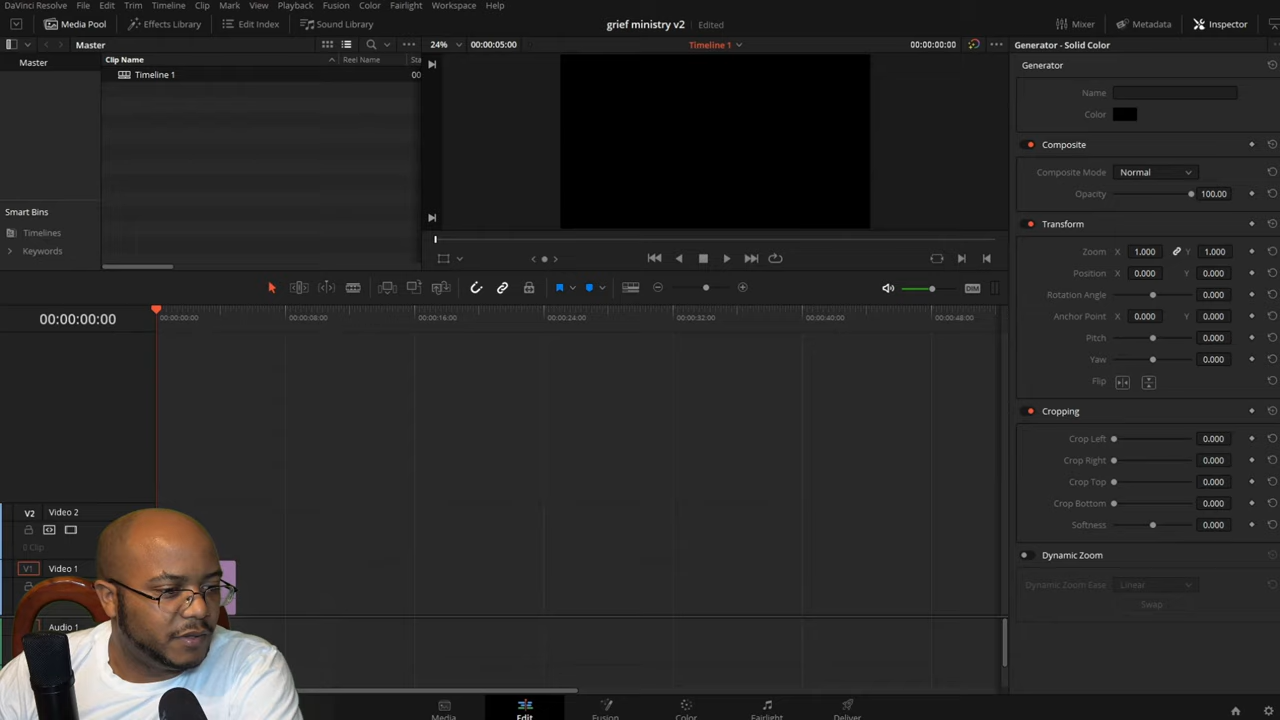 DaVinci Resolve File Edit Trim Timeline Clip Mark View Playback Fusion Color Fairlight Workspace Help
Media Pool Effects Library Edit Index Sound Library grief ministry v2 Edited Mixer Metadata Inspector
Master 24% 00:00:05:00 Timeline 1 00:00:00:00 Generator - Solid Color
Master Clip Name Reel Name Sta
Timeline 1 00
Generator
Name
Color
Composite
Composite Mode Normal
Opacity 100.00
Smart Bins
Timelines
Keywords
Transform
Zoom X 1.000 Y 1.000
Position X 0.000 Y 0.000
Rotation Angle 0.000
Anchor Point X 0.000 Y 0.000
Pitch 0.000
Yaw 0.000
Flip
DIM
00:00:00:00 00:00:00:00 00:00:08:00 00:00:16:00 00:00:24:00 00:00:32:00 00:00:40:00 00:00:48:00
Cropping
Crop Left 0.000
Crop Right 0.000
Crop Top 0.000
Crop Bottom 0.000
Softness 0.000
Dynamic Zoom
Dynamic Zoom Ease Linear
Swap
V2 Video 2
0 Clip
V1 Video 1
Audio 1
Media Edit Fusion Color Fairlight Deliver